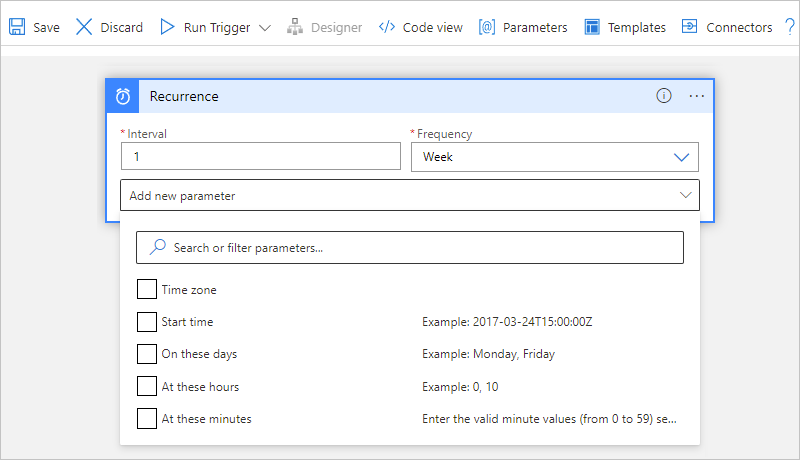 Save Discard Run Trigger Designer Code view Parameters Templates Connectors ?
Recurrence
* Interval * Frequency
1 Week
Add new parameter
Search or filter parameters...
Time zone
Start time Example: 2017-03-24T15:00:00Z
On these days Example: Monday, Friday
At these hours Example: 0, 10
At these minutes Enter the valid minute values (from 0 to 59) se...